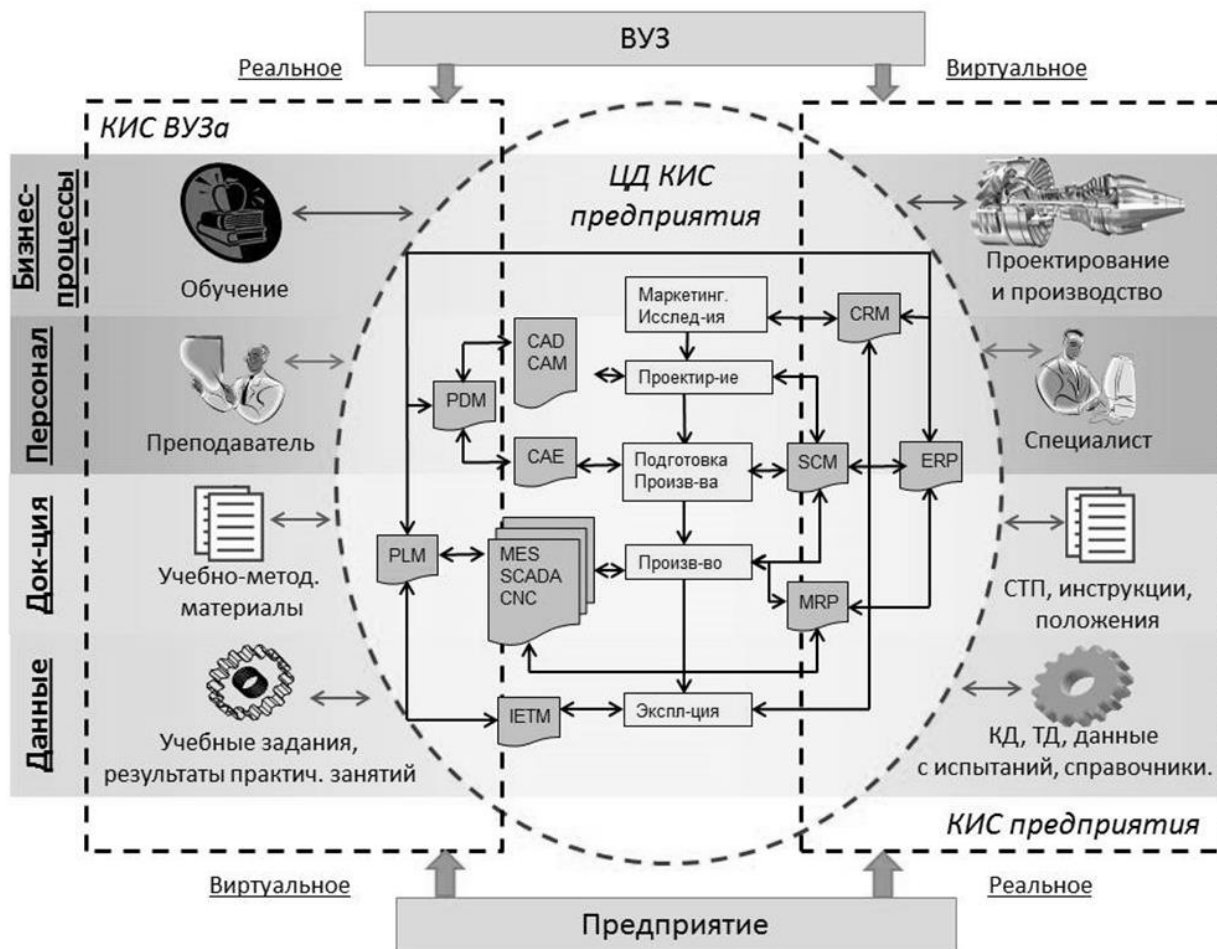 ВУЗ
Реальное
Виртуальное
КИС ВУЗа
ЦД КИС
предприятия
Бизнес-
процессы
Обучение
Проектирование
и производство
Маркетинг.
Исслед-ия
CRM
Персонал
CAD
CAM
Проектир-ие
PDM
Преподаватель
Специалист
CAE
Подготовка
Произв-ва
SCM
ERP
Док-ция
PLM
MES
SCADA
CNC
Произв-во
MRP
Учебно-метод.
материалы
СТП, инструкции,
положения
Данные
IETM
Экспл-ция
Учебные задания,
результаты практич. занятий
КД, ТД, данные
с испытаний, справочники.
КИС предприятия
Виртуальное
Реальное
Предприятие